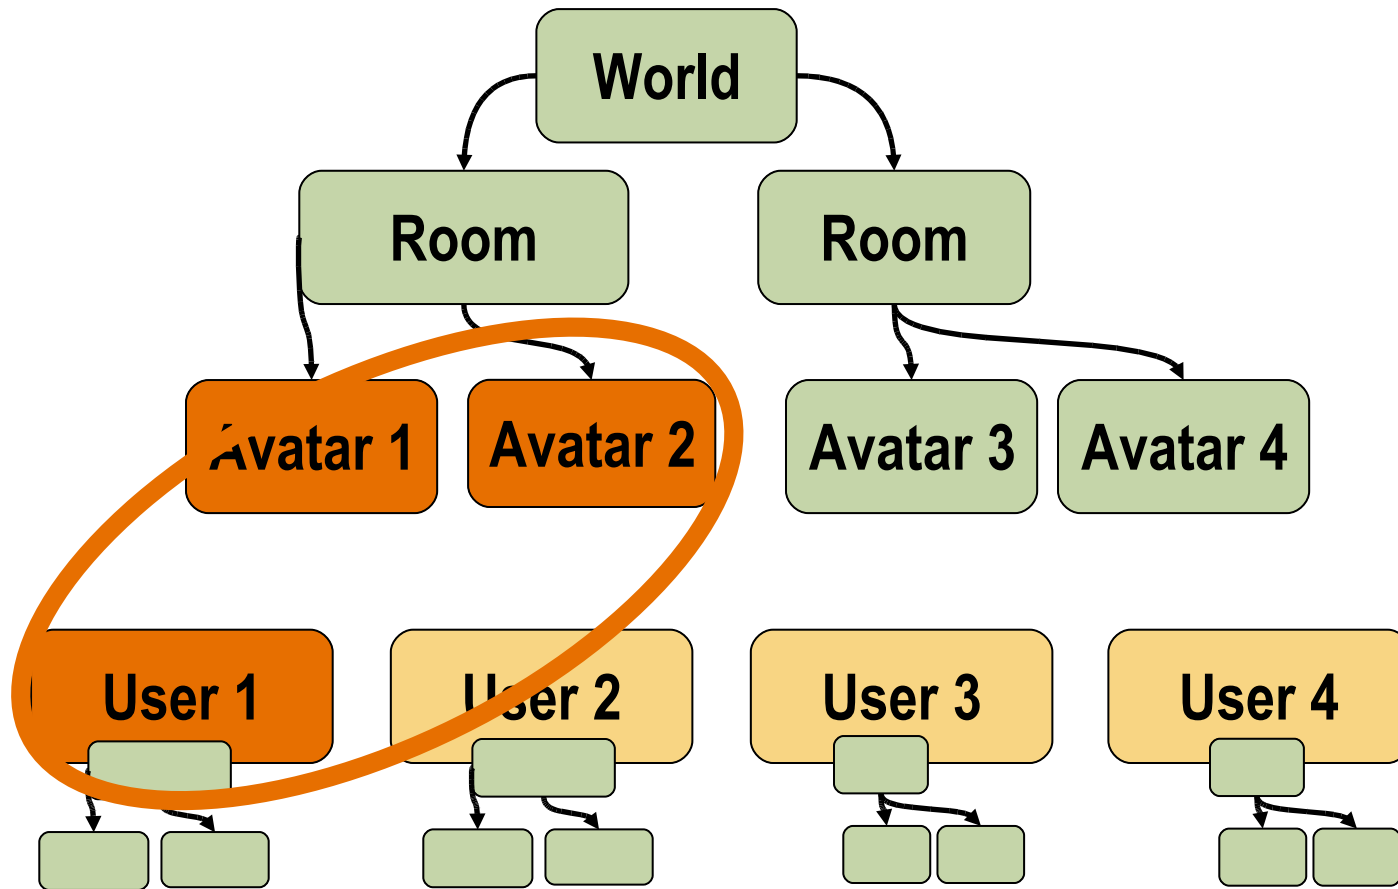 World
Room
Room
Avatar 1
Avatar 2
Avatar 3
Avatar 4
User 1
User 2
User 3
User 4